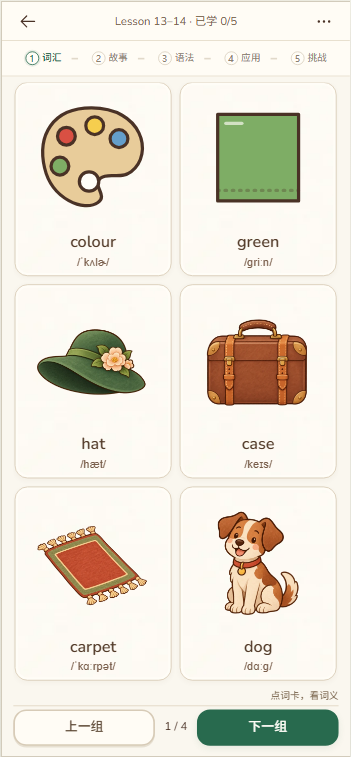 Lesson 13–14 · 已学 0/5
1 词汇 – 2 故事 – 3 语法 – 4 应用 – 5 挑战
colour green
/ˈkʌlɚ/ /ɡriːn/
hat case
/hæt/ /keɪs/
carpet dog
/ˈkɑːrpət/ /dɑːɡ/
点词卡，看词义
上一组 1 / 4 下一组